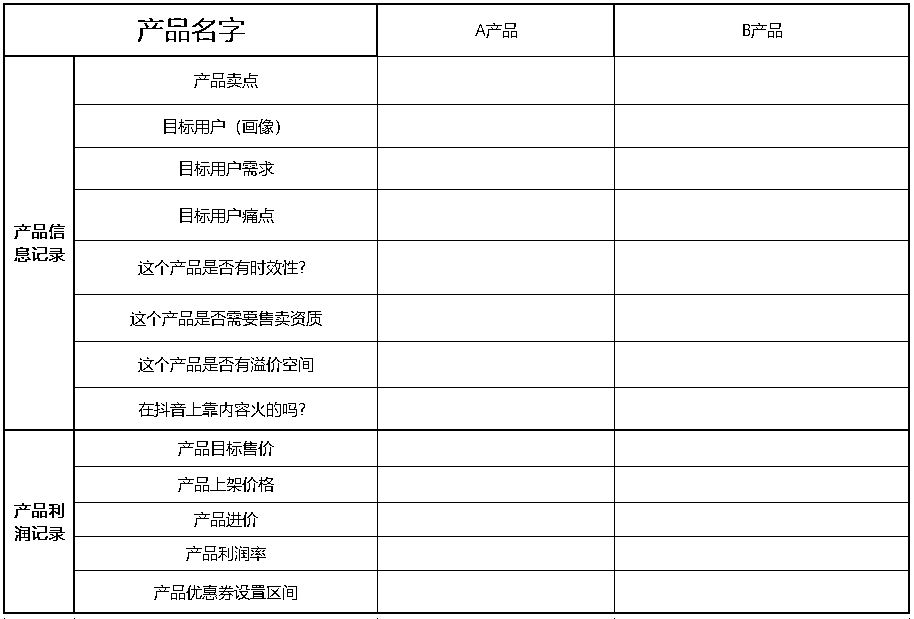 产品名字
A产品
B产品
产品信
息记录
产品卖点
目标用户（画像）
目标用户需求
目标用户痛点
这个产品是否有时效性?
这个产品是否需要售卖资质
这个产品是否有溢价空间
在抖音上靠内容火的吗?
产品利
润记录
产品目标售价
产品上架价格
产品进价
产品利润率
产品优惠券设置区间